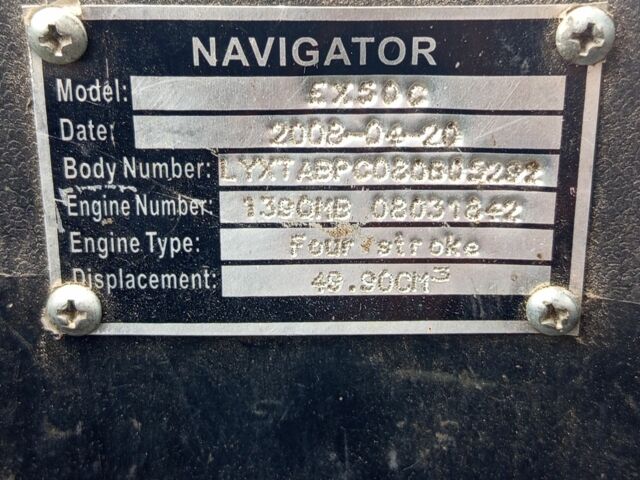 NAVIGATOR
Model: EX50C
Date: 2008-04-20
Body Number: LYXTABPC080B05292
Engine Number: 139QMB 08031842
Engine Type: Four stroke
Displacement: 49.90CM³